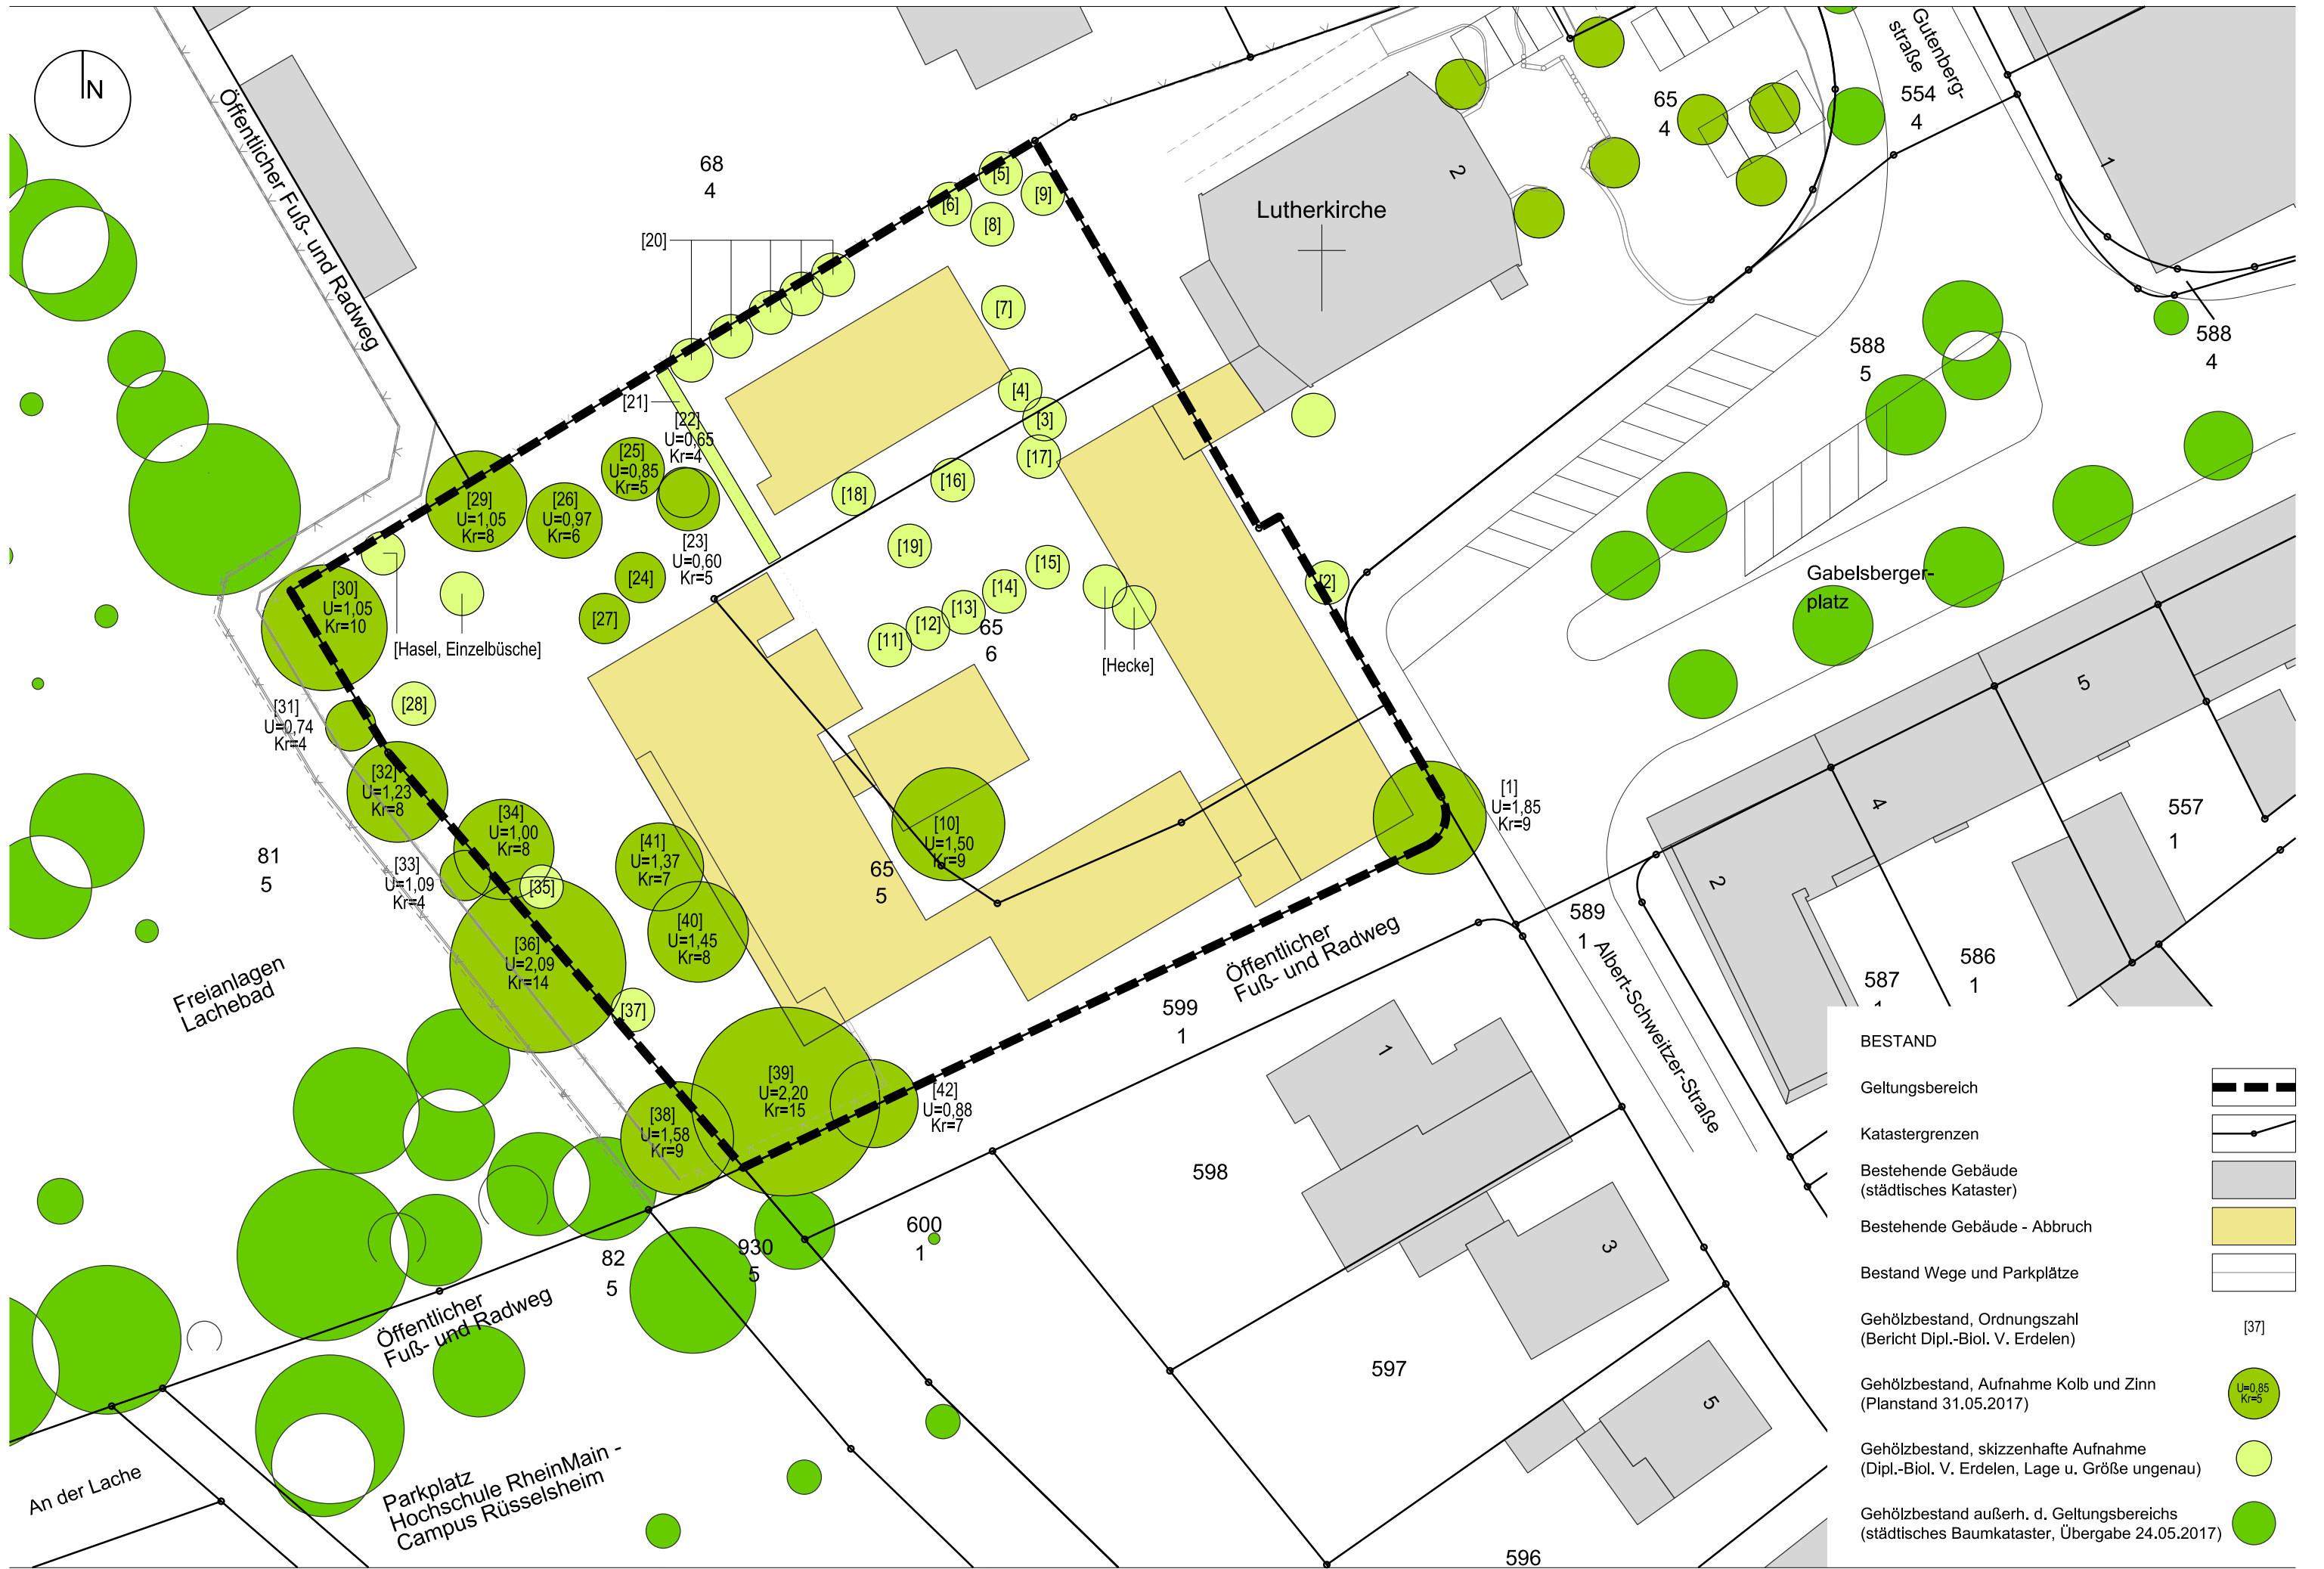 N
Öffentlicher Fuß- und Radweg
68
4
[20]
[5]
[6]
[9]
[8]
[7]
Lutherkirche
2
65
4
Gutenberg-
straße
554
4
1
588
5
588
4
[21]
[22]
U=0,65
Kr=4
[25]
U=0,85
Kr=5
[29]
U=1,05
Kr=8
[26]
U=0,97
Kr=6
[23]
U=0,60
Kr=5
[24]
[27]
[4]
[3]
[17]
[16]
[18]
[19]
[15]
[14]
[13]
[12]
[11]
65
6
[Hecke]
[2]
Gabelsberger-
platz
[30]
U=1,05
Kr=10
[Hasel, Einzelbüsche]
[28]
[31]
U=0,74
Kr=4
[32]
U=1,23
Kr=8
[34]
U=1,00
Kr=8
[33]
U=1,09
Kr=4
[35]
[36]
U=2,09
Kr=14
[41]
U=1,37
Kr=7
[40]
U=1,45
Kr=8
[10]
U=1,50
Kr=9
65
5
[1]
U=1,85
Kr=9
[37]
[39]
U=2,20
Kr=15
[38]
U=1,58
Kr=9
[42]
U=0,88
Kr=7
81
5
Freianlagen
Lachebad
Öffentlicher
Fuß- und Radweg
599
1
589
1
Albert-Schweitzer-Straße
2
4
5
557
1
586
1
587
1
1
598
3
597
5
596
600
1
930
5
82
5
Öffentlicher
Fuß- und Radweg
An der Lache
Parkplatz
Hochschule RheinMain -
Campus Rüsselsheim
BESTAND
Geltungsbereich
Katastergrenzen
Bestehende Gebäude
(städtisches Kataster)
Bestehende Gebäude - Abbruch
Bestand Wege und Parkplätze
Gehölzbestand, Ordnungszahl
(Bericht Dipl.-Biol. V. Erdelen)
[37]
Gehölzbestand, Aufnahme Kolb und Zinn
(Planstand 31.05.2017)
U=0,85
Kr=5
Gehölzbestand, skizzenhafte Aufnahme
(Dipl.-Biol. V. Erdelen, Lage u. Größe ungenau)
Gehölzbestand außerh. d. Geltungsbereichs
(städtisches Baumkataster, Übergabe 24.05.2017)